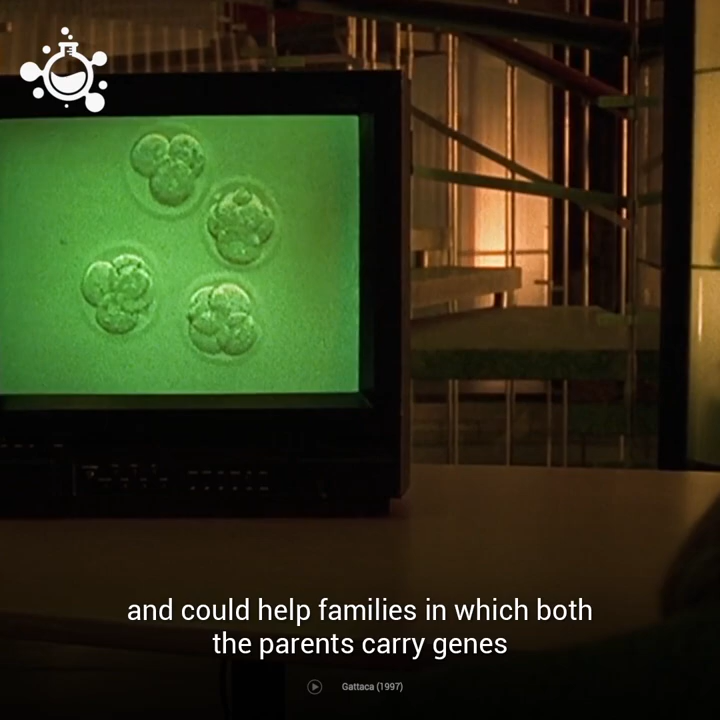 and could help families in which both
the parents carry genes
Gattaca (1997)